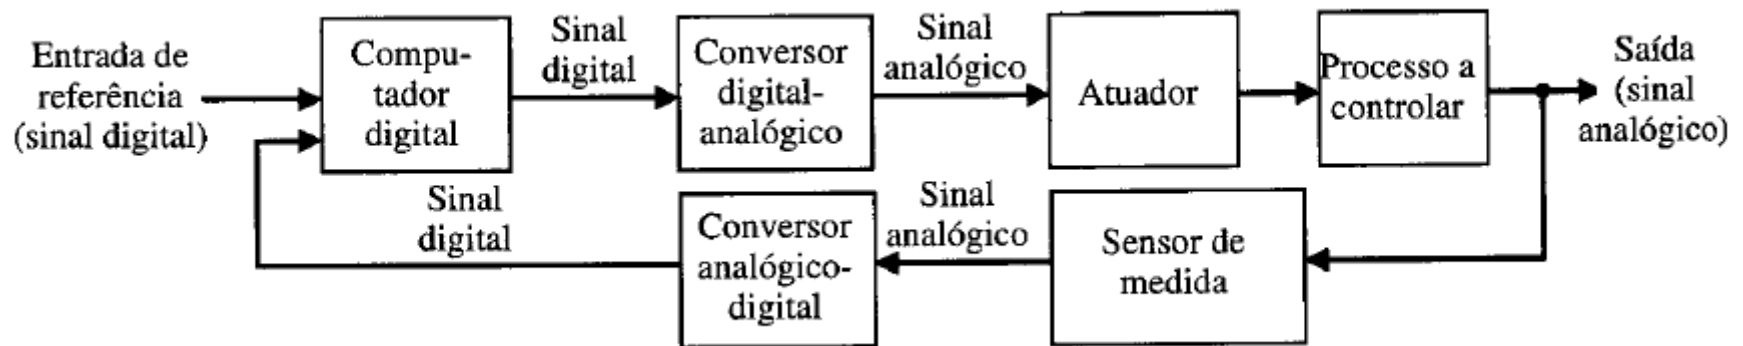 Entrada de
referência
(sinal digital)
Compu-
tador
digital
Sinal
digital
Conversor
digital-
analógico
Sinal
analógico
Atuador
Processo a
controlar
Saída
(sinal
analógico)
Sinal
digital
Conversor
analógico-
digital
Sinal
analógico
Sensor de
medida